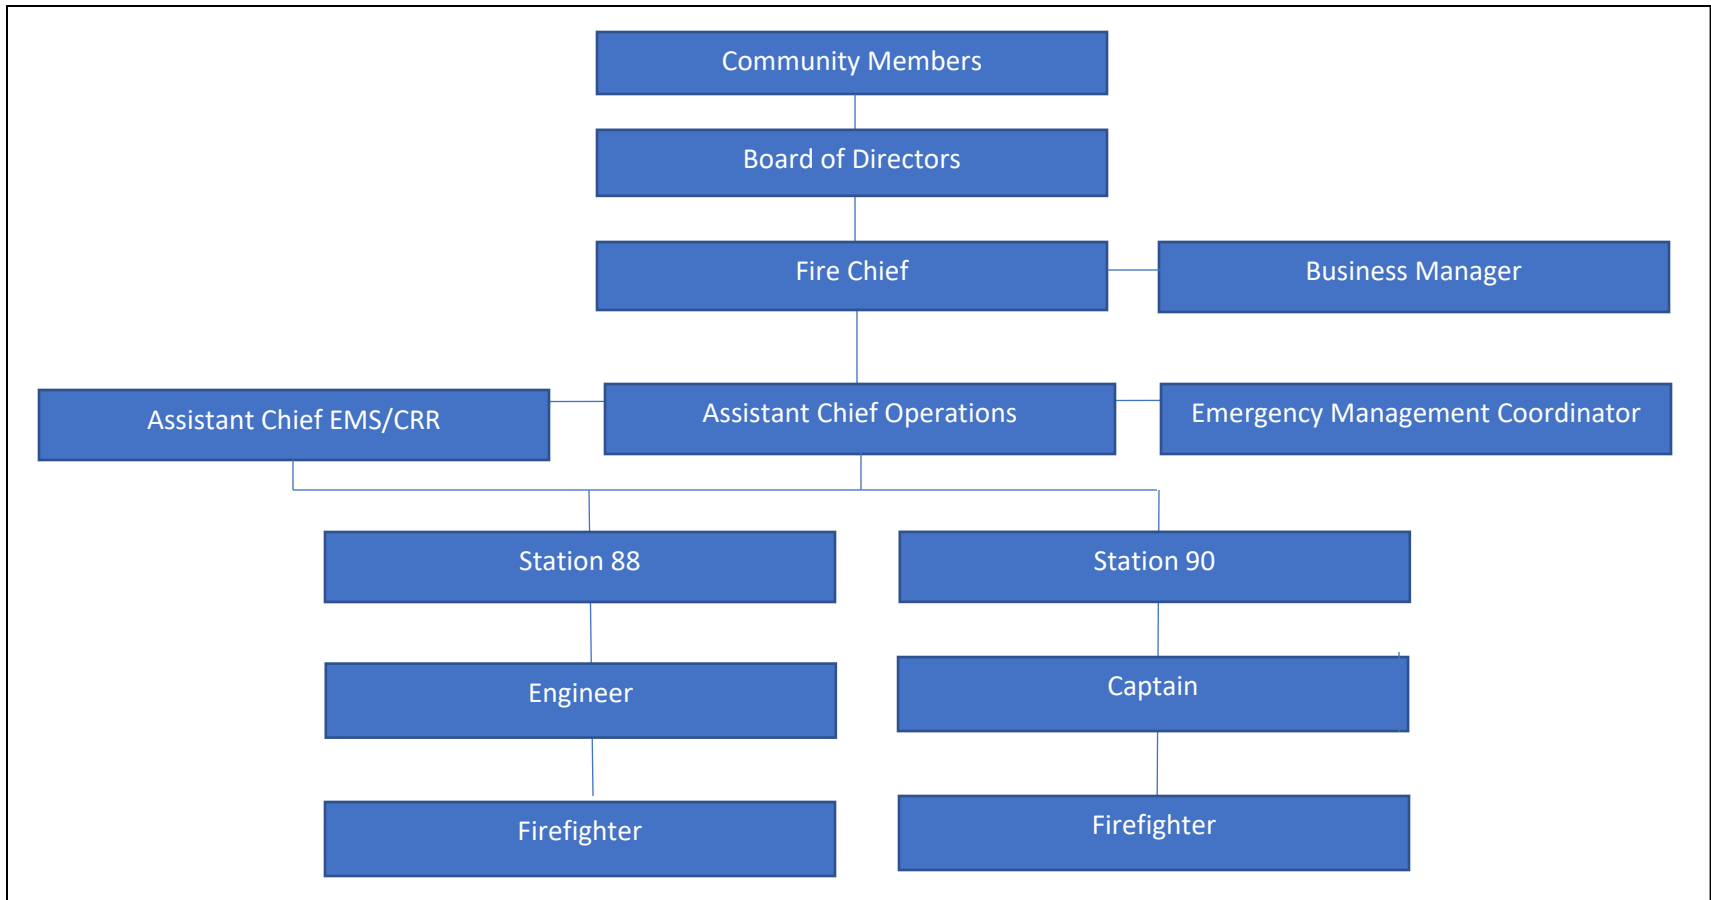 Community Members
Board of Directors
Fire Chief
Business Manager
Assistant Chief EMS/CRR
Assistant Chief Operations
Emergency Management Coordinator
Station 88
Station 90
Engineer
Captain
Firefighter
Firefighter